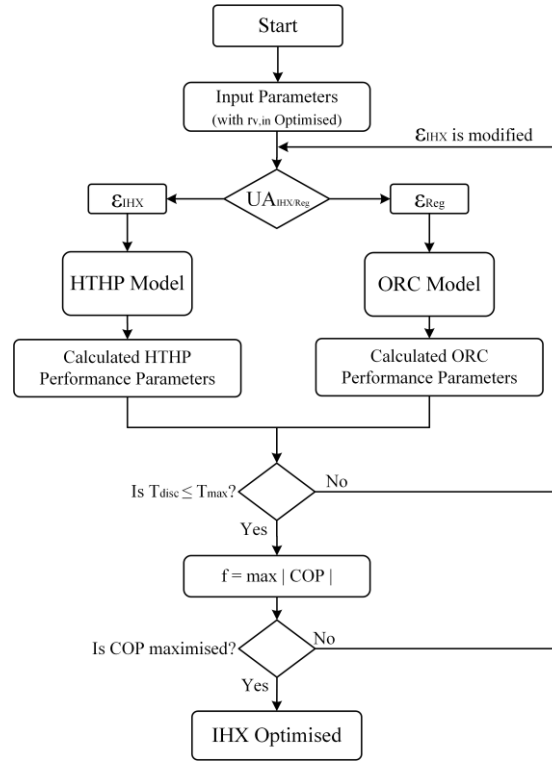 Start
Input Parameters
(with rv,in Optimised)
εIHX is modified
εIHX
UAIHX/Reg
εReg
HTHP Model
ORC Model
Calculated HTHP
Performance Parameters
Calculated ORC
Performance Parameters
Is Tdisc ≤ Tmax?
No
Yes
f = max | COP |
Is COP maximised?
No
Yes
IHX Optimised